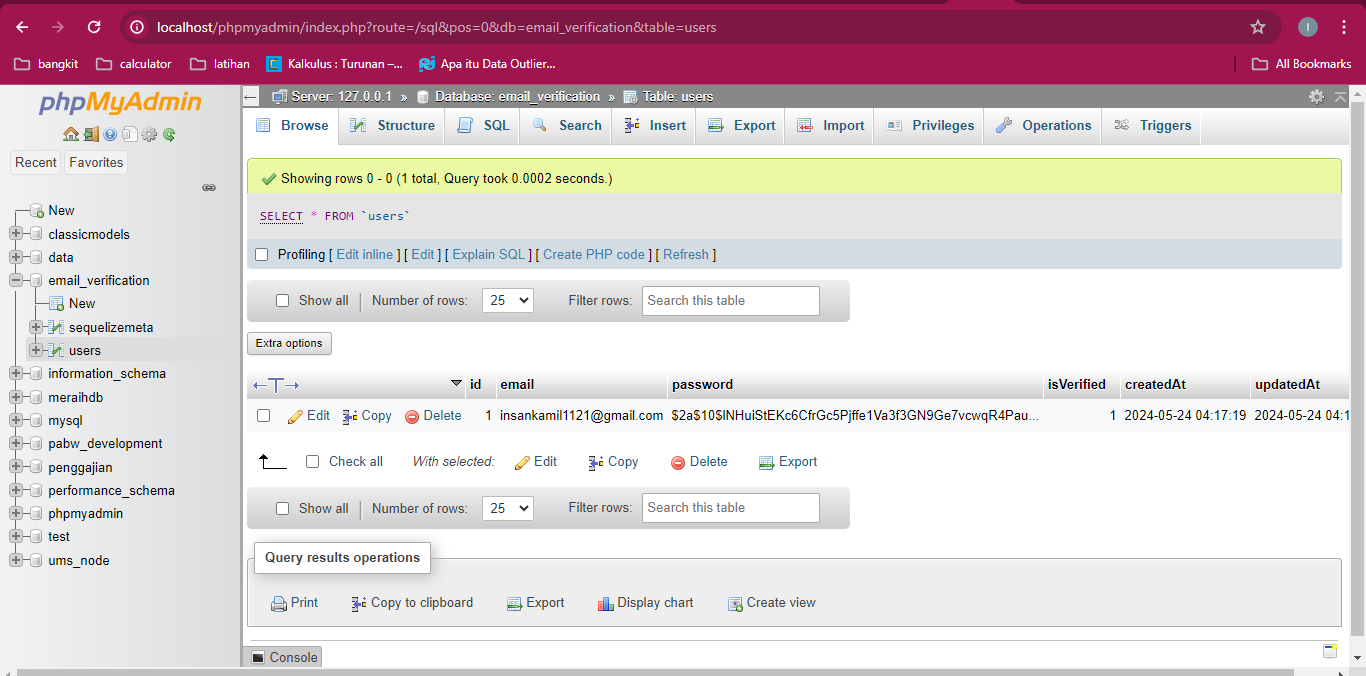 localhost/phpmyadmin/index.php?route=/sql&pos=0&db=email_verification&table=users
I
bangkit calculator latihan Kalkulus : Turunan –... Apa itu Data Outlier... All Bookmarks
phpMyAdmin
Recent Favorites
New
classicmodels
data
email_verification
New
sequelizemeta
users
information_schema
meraihdb
mysql
pabw_development
penggajian
performance_schema
phpmyadmin
test
ums_node
Server: 127.0.0.1 » Database: email_verification » Table: users
Browse Structure SQL Search Insert Export Import Privileges Operations Triggers
Showing rows 0 - 0 (1 total, Query took 0.0002 seconds.)
SELECT * FROM `users`
Profiling [ Edit inline ] [ Edit ] [ Explain SQL ] [ Create PHP code ] [ Refresh ]
Show all Number of rows: 25 Filter rows: Search this table
Extra options
←T→ id email password isVerified createdAt updatedAt
Edit Copy Delete 1 insankamil1121@gmail.com 1 2024-05-24 04:17:19 2024-05-24 04:1
Check all With selected: Edit Copy Delete Export
Show all Number of rows: 25 Filter rows: Search this table
Query results operations
Print Copy to clipboard Export Display chart Create view
Console